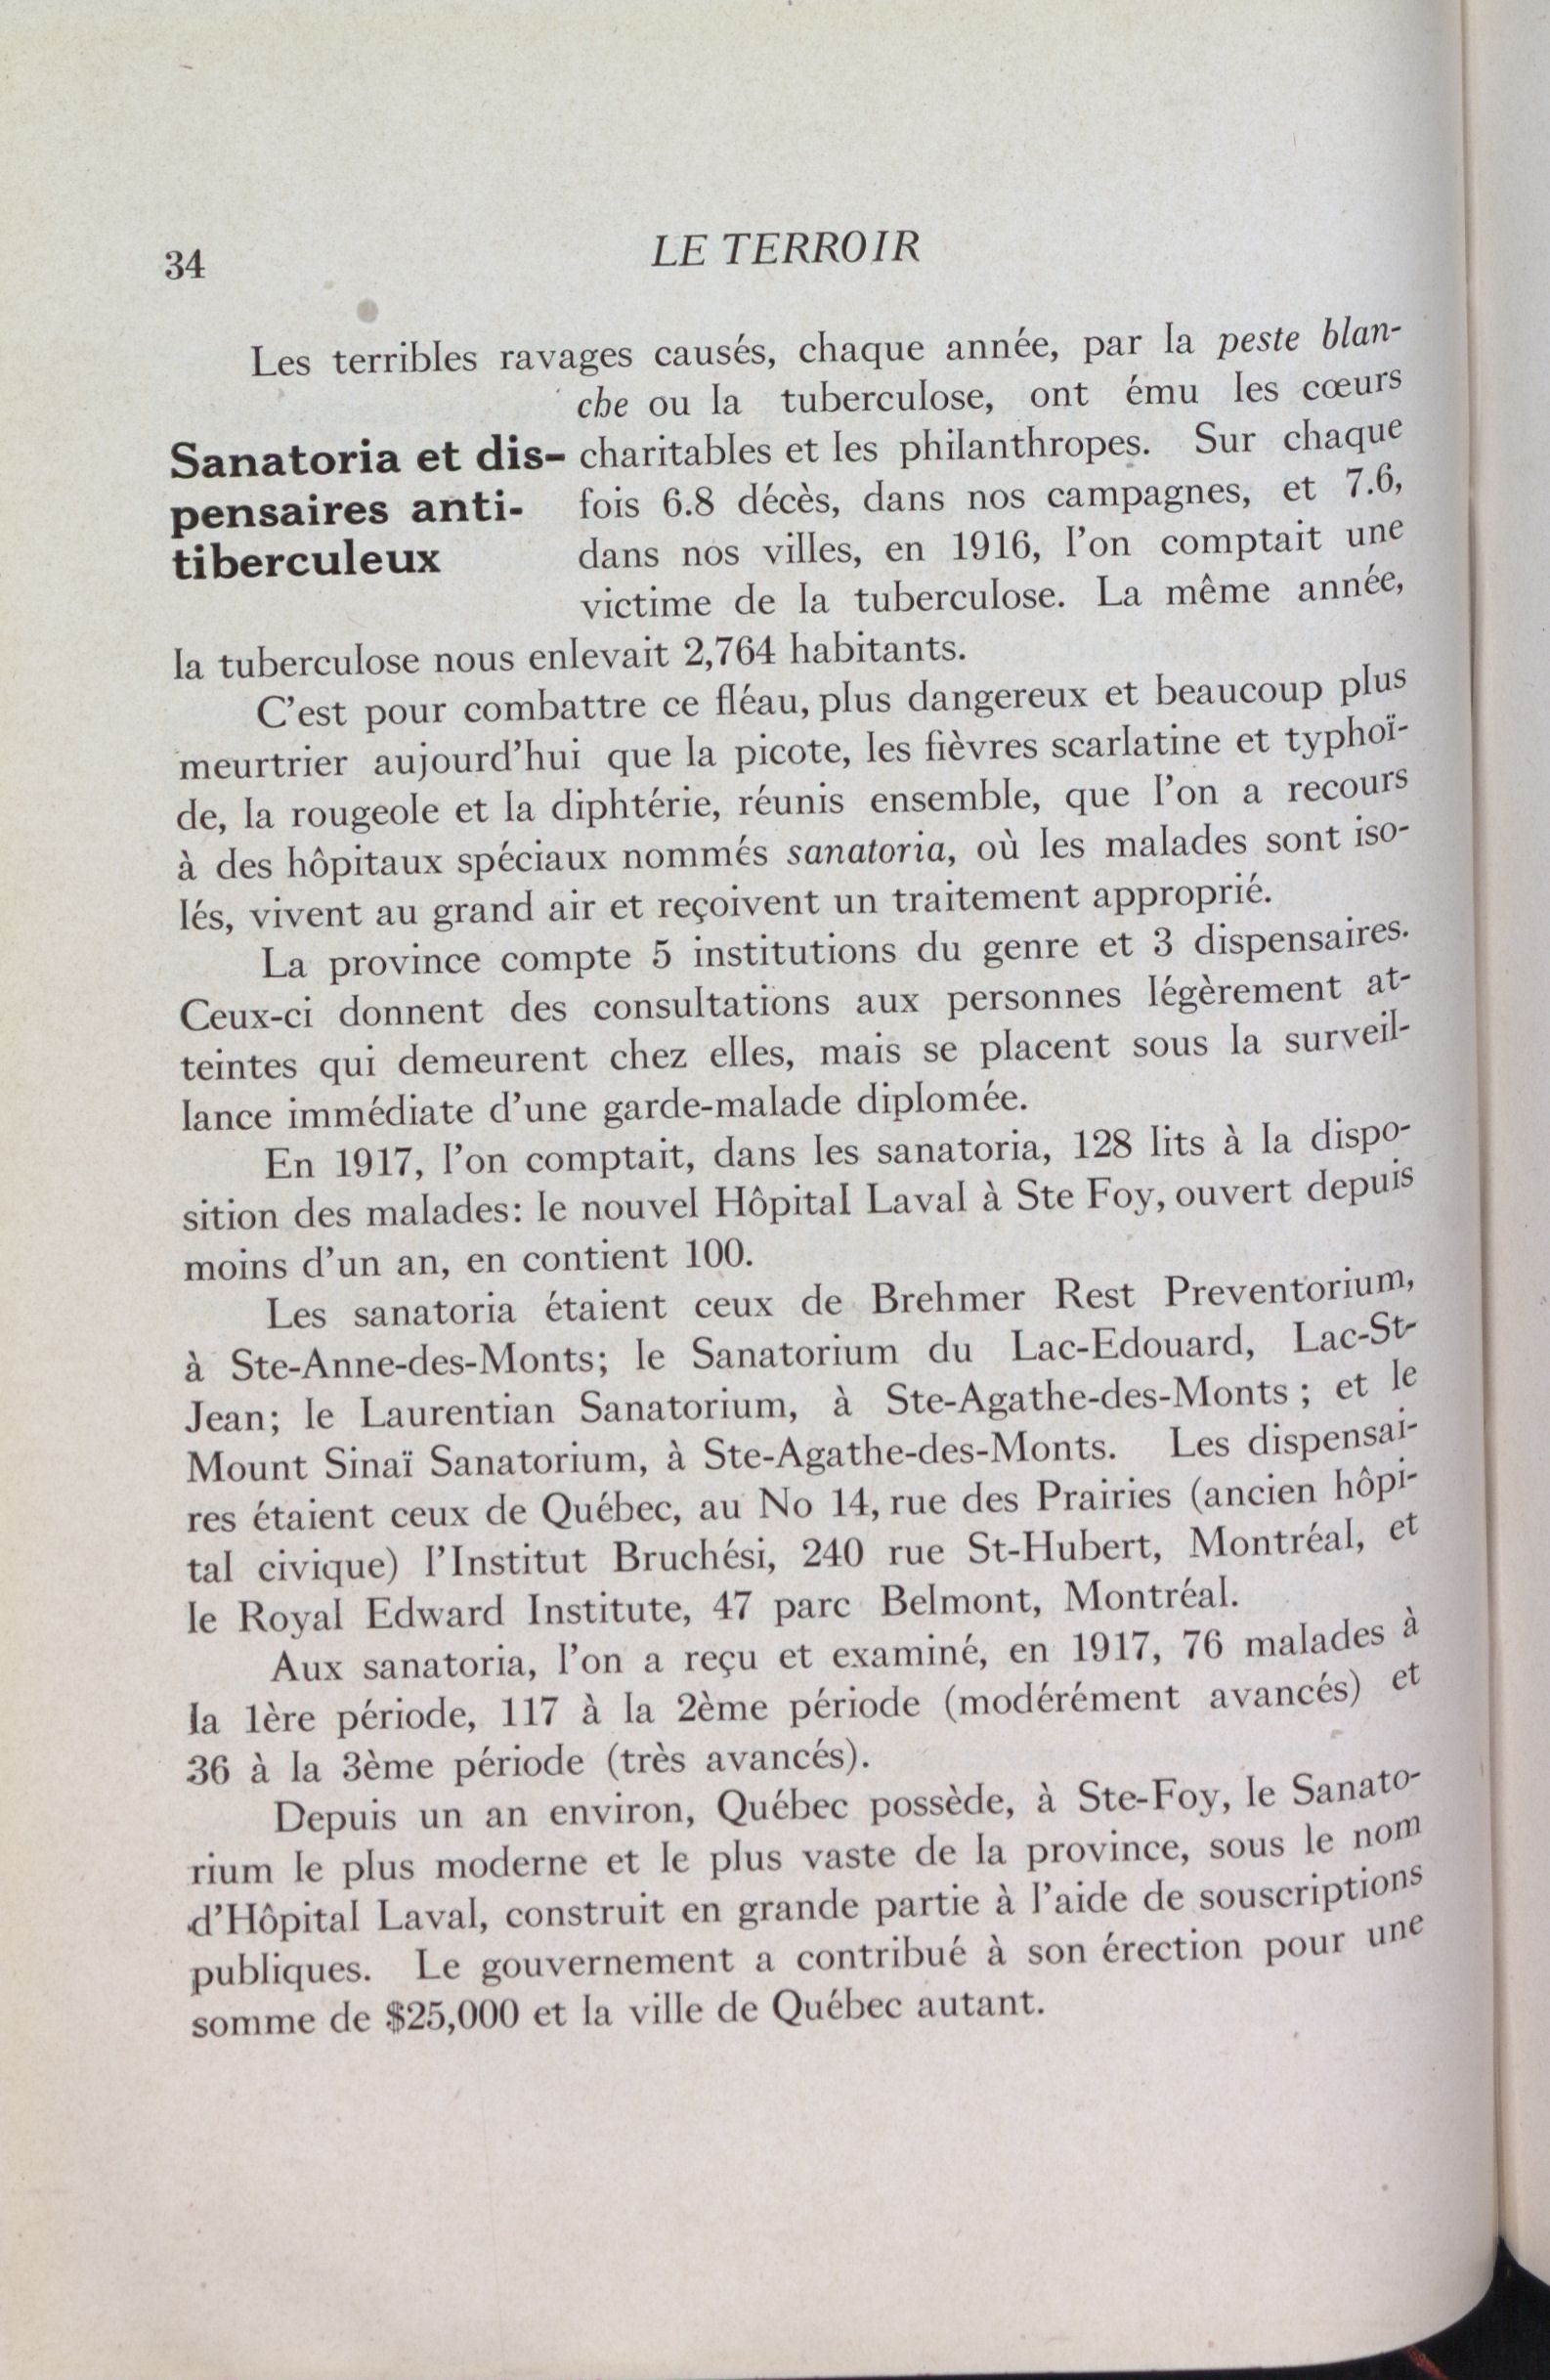 34
LE TERROIR
Les terribles ravages causés, chaque année, par la peste blan-
che ou la tuberculose, ont ému les cœurs
Sanatoria et dis-
pensaires anti-
tiberculeux
charitables et les philanthropes. Sur chaque
fois 6.8 décès, dans nos campagnes, et 7.6,
dans nos villes, en 1916, l'on comptait une
victime de la tuberculose. La même année,
la tuberculose nous enlevait 2,764 habitants.
C'est pour combattre ce fléau, plus dangereux et beaucoup plus
meurtrier aujourd'hui que la picote, les fièvres scarlatine et typhoï-
de, la rougeole et la diphtérie, réunis ensemble, que l'on a recours
à des hôpitaux spéciaux nommés sanatoria, où les malades sont iso-
lés, vivent au grand air et reçoivent un traitement approprié.
La province compte 5 institutions du genre et 3 dispensaires.
Ceux-ci donnent des consultations aux personnes légèrement at-
teintes qui demeurent chez elles, mais se placent sous la surveil-
lance immédiate d'une garde-malade diplomée.
En 1917, l'on comptait, dans les sanatoria, 128 lits à la dispo-
sition des malades: le nouvel Hôpital Laval à Ste Foy, ouvert depuis
moins d'un an, en contient 100.
Les sanatoria étaient ceux de Brehmer Rest Preventorium,
à Ste-Anne-des-Monts; le Sanatorium du Lac-Edouard, Lac-St-
Jean; le Laurentian Sanatorium, à Ste-Agathe-des-Monts; et le
Mount Sinaï Sanatorium, à Ste-Agathe-des-Monts. Les dispensai-
res étaient ceux de Québec, au No 14, rue des Prairies (ancien hôpi-
tal civique) l'Institut Bruchési, 240 rue St-Hubert, Montréal, et
le Royal Edward Institute, 47 parc Belmont, Montréal.
Aux sanatoria, l'on a reçu et examiné, en 1917, 76 malades à
la 1ère période, 117 à la 2ème période (modérément avancés) et
36 à la 3ème période (très avancés).
Depuis un an environ, Québec possède, à Ste-Foy, le Sanato-
rium le plus moderne et le plus vaste de la province, sous le nom
d'Hôpital Laval, construit en grande partie à l'aide de souscriptions
publiques. Le gouvernement a contribué à son érection pour une
somme de $25,000 et la ville de Québec autant.